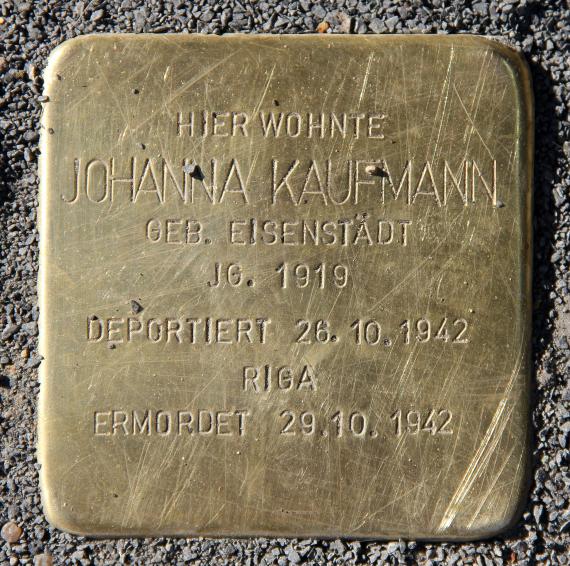 HIER WOHNTE
JOHANNA KAUFMANN
GEB. EISENSTÄDT
JG. 1919
DEPORTIERT 26.10.1942
RIGA
ERMORDET 29.10.1942